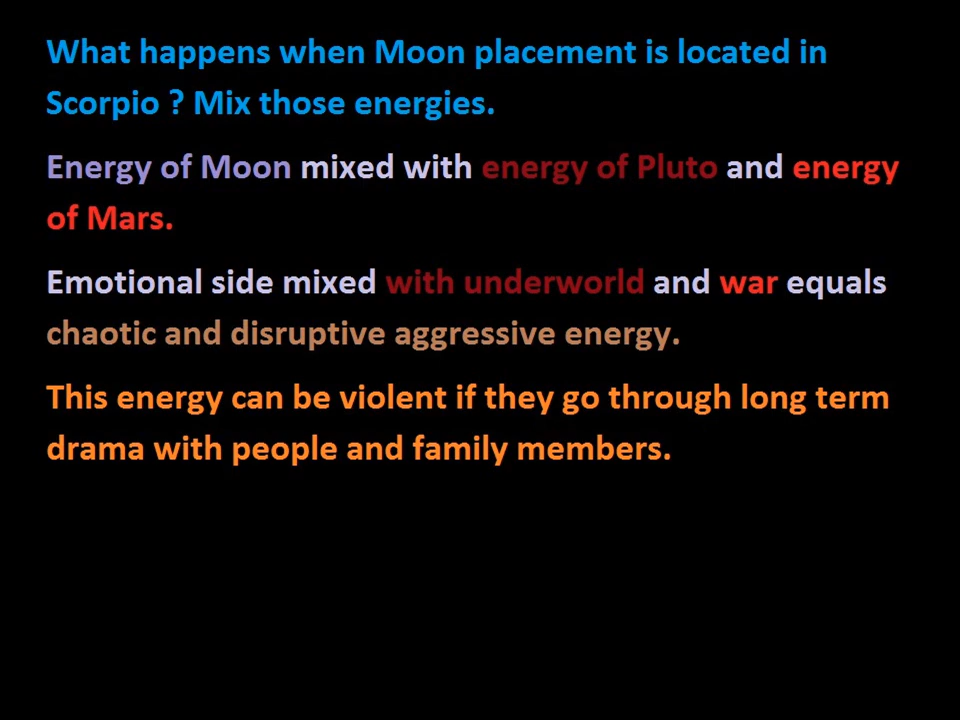 What happens when Moon placement is located in
Scorpio ? Mix those energies.
Energy of Moon mixed with energy of Pluto and energy
of Mars.
Emotional side mixed with underworld and war equals
chaotic and disruptive aggressive energy.
This energy can be violent if they go through long term
drama with people and family members.